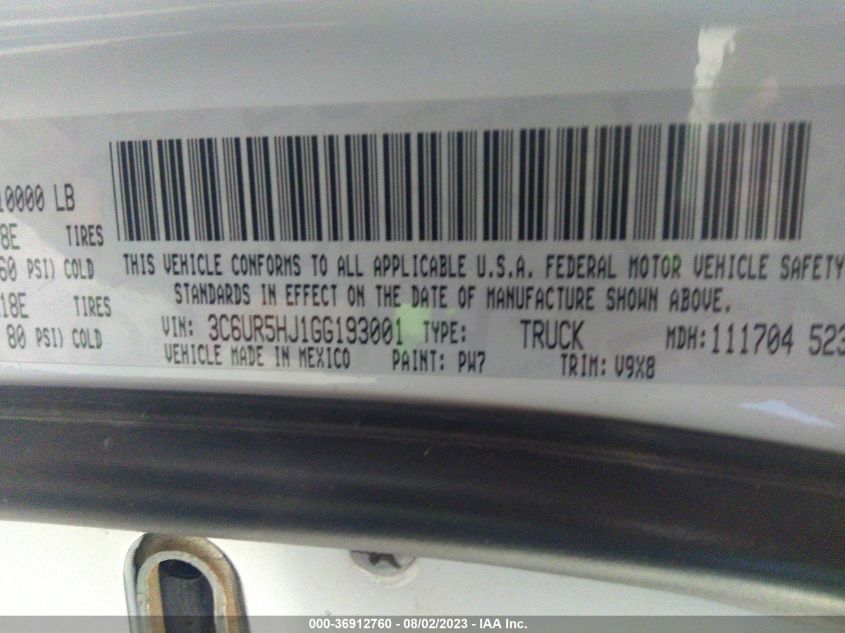 10000 LB
8E TIRES
60 PSI) COLD
18E TIRES
80 PSI) COLD
THIS VEHICLE CONFORMS TO ALL APPLICABLE U.S.A. FEDERAL MOTOR VEHICLE SAFETY
STANDARDS IN EFFECT ON THE DATE OF MANUFACTURE SHOWN ABOVE.
VIN: 3C6UR5HJ1GG193001 TYPE: TRUCK MDH: 111704 523
VEHICLE MADE IN MEXICO PAINT: PW7 TRIM: V9X8
000-36912760 - 08/02/2023 - IAA Inc.